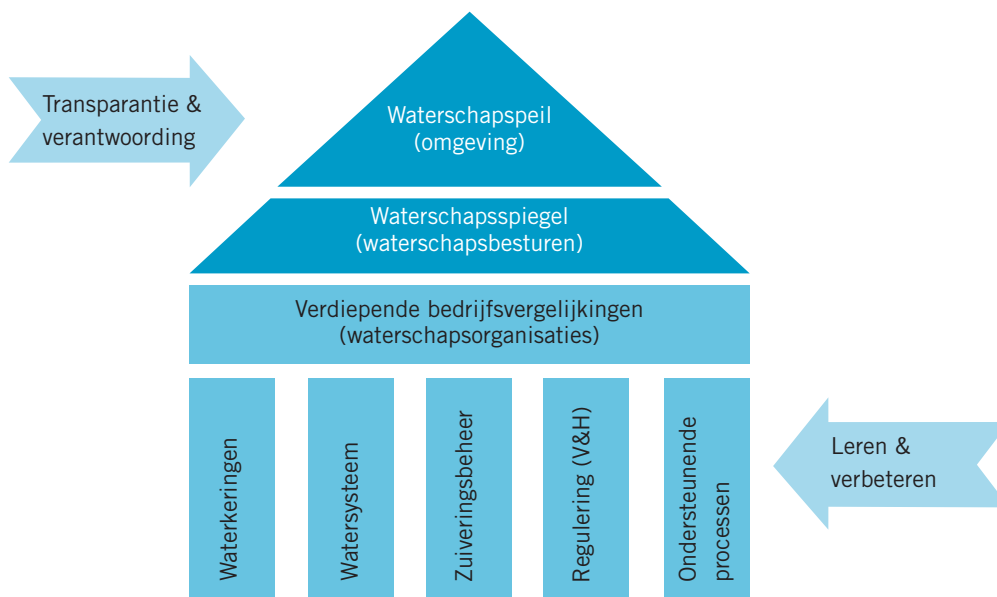 Transparantie &
verantwoording
Waterschapspeil
(omgeving)
Waterschapsspiegel
(waterschapsbesturen)
Verdiepende bedrijfsvergelijkingen
(waterschapsorganisaties)
Waterkeringen
Watersysteem
Zuiveringsbeheer
Regulering (V&H)
Ondersteunende
processen
Leren &
verbeteren